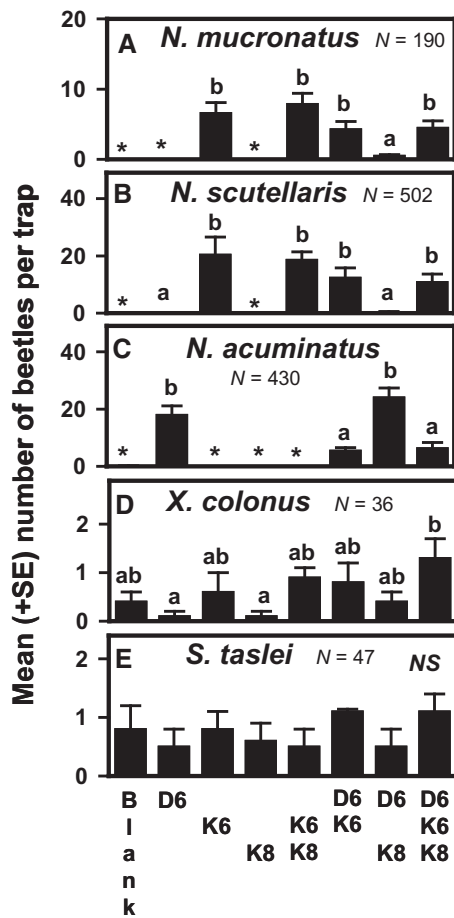 Mean (+SE) number of beetles per trap
A N. mucronatus N = 190
20
10
0
* * b * b b a b
B N. scutellaris N = 502
40
20
0
* a b * b b a b
C N. acuminatus
N = 430
40
20
0
* b * * * a b a
D X. colonus N = 36
2
1
0
ab a ab a ab ab ab b
E S. taslei N = 47 NS
2
1
0
Blank D6 K6 K8 K6 K8 D6 K6 D6 K8 D6 K6 K8